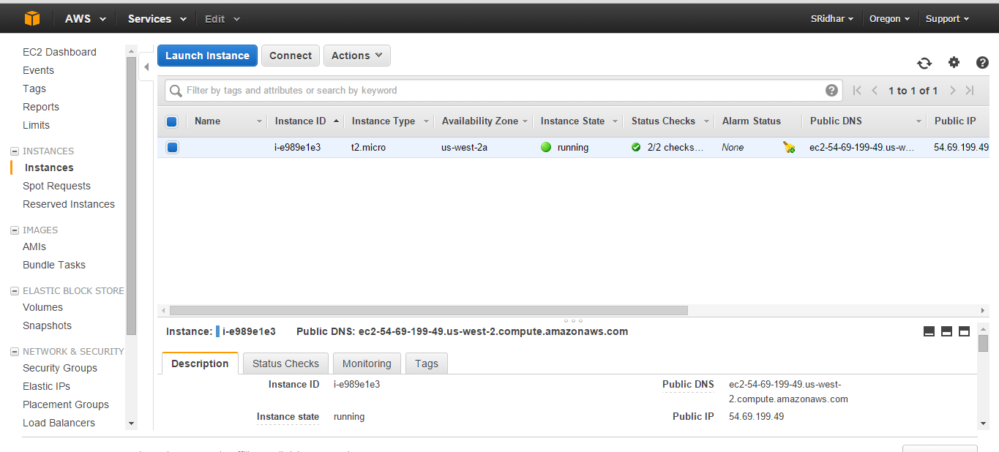 AWS Services Edit SRidhar Oregon Support
EC2 Dashboard
Events
Tags
Reports
Limits
INSTANCES
Instances
Spot Requests
Reserved Instances
IMAGES
AMIs
Bundle Tasks
ELASTIC BLOCK STORE
Volumes
Snapshots
NETWORK & SECURITY
Security Groups
Elastic IPs
Placement Groups
Load Balancers
Launch Instance Connect Actions
Filter by tags and attributes or search by keyword
1 to 1 of 1
Name Instance ID Instance Type Availability Zone Instance State Status Checks Alarm Status Public DNS Public IP
i-e989e1e3 t2.micro us-west-2a running 2/2 checks… None ec2-54-69-199-49.us-w… 54.69.199.49
Instance: i-e989e1e3 Public DNS: ec2-54-69-199-49.us-west-2.compute.amazonaws.com
Description Status Checks Monitoring Tags
Instance ID i-e989e1e3 Public DNS ec2-54-69-199-49.us-west-
2.compute.amazonaws.com
Instance state running Public IP 54.69.199.49